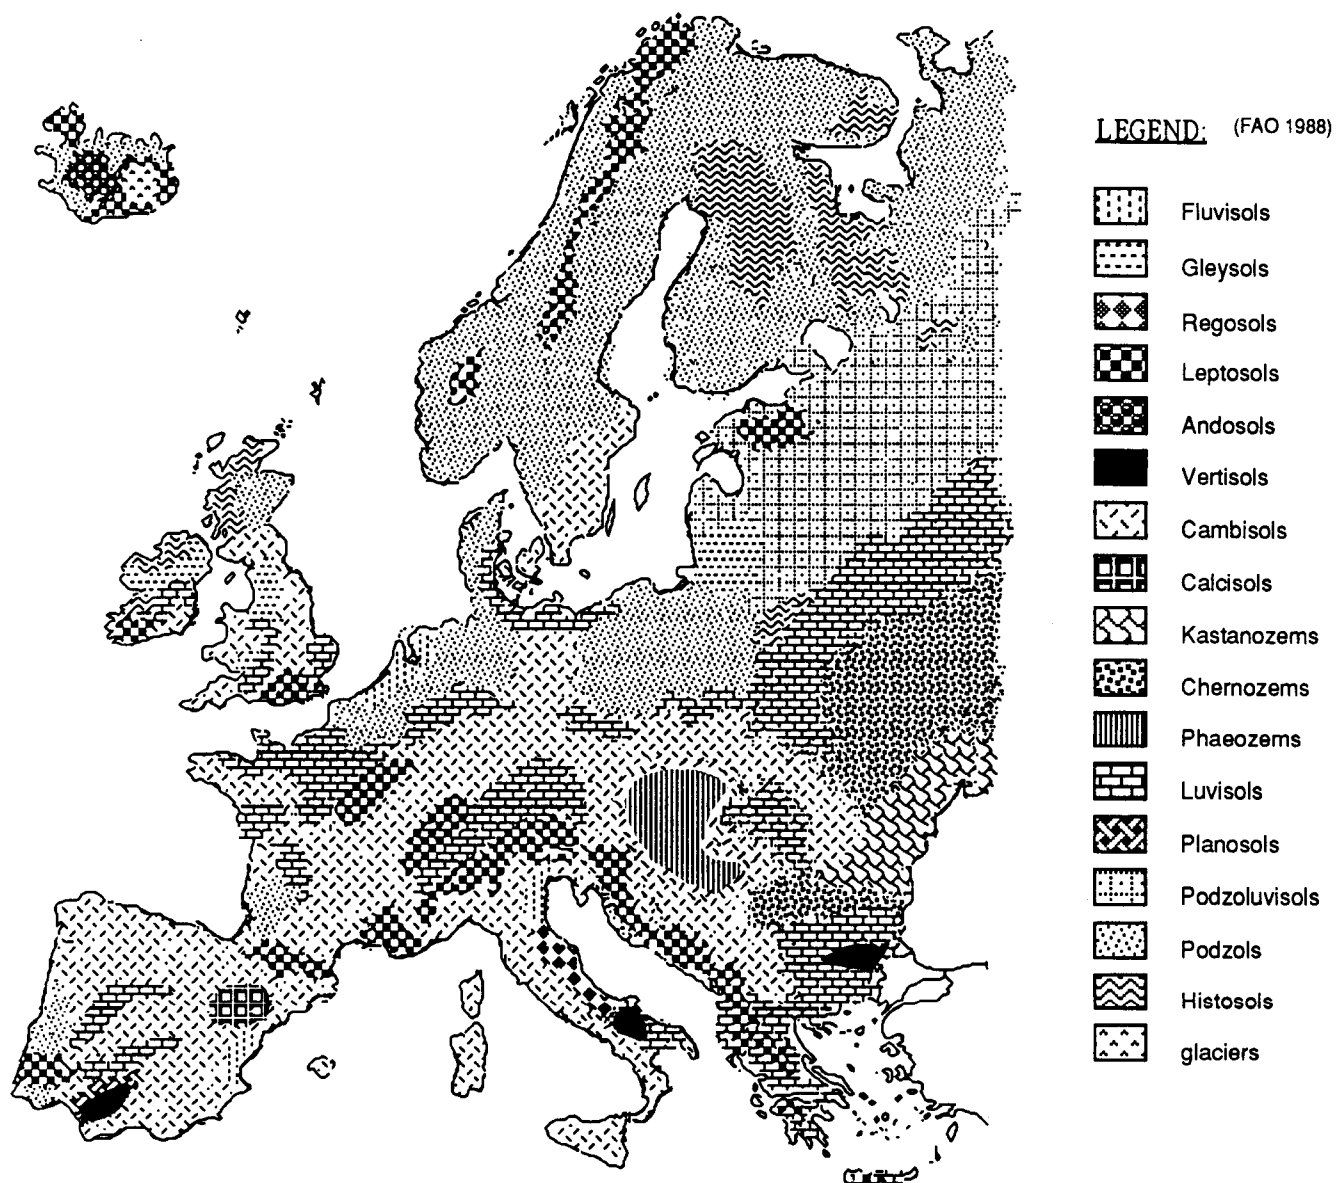 LEGEND: (FAO 1988)
Fluvisols
Gleysols
Regosols
Leptosols
Andosols
Vertisols
Cambisols
Calcisols
Kastanozems
Chernozems
Phaeozems
Luvisols
Planosols
Podzoluvisols
Podzols
Histosols
glaciers